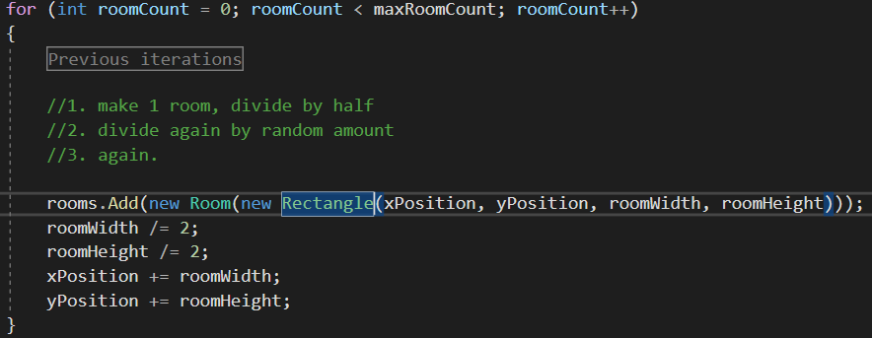 for (int roomCount = 0; roomCount < maxRoomCount; roomCount++)
{
Previous iterations
//1. make 1 room, divide by half
//2. divide again by random amount
//3. again.
rooms.Add(new Room(new Rectangle(xPosition, yPosition, roomWidth, roomHeight)));
roomWidth /= 2;
roomHeight /= 2;
xPosition += roomWidth;
yPosition += roomHeight;
}